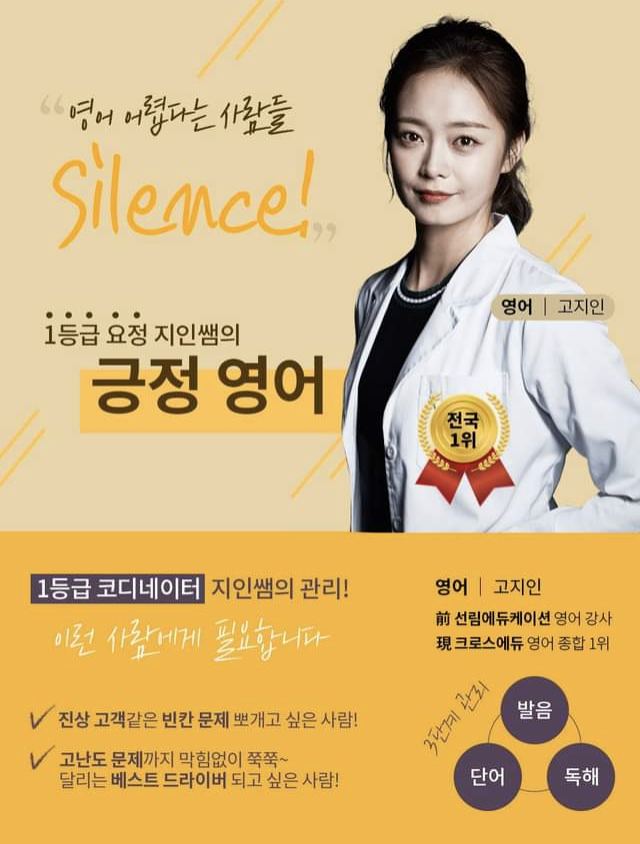 “영어 어렵다는 사람들
Silence!”
1등급 요정 지인쌤의
긍정 영어
영어 | 고지인
전국
1위
1등급 코디네이터 지인쌤의 관리!
이런 사람에게 필요합니다
진상 고객같은 빈칸 문제 뽀개고 싶은 사람!
고난도 문제까지 막힘없이 쭉쭉~
달리는 베스트 드라이버 되고 싶은 사람!
영어 | 고지인
前 선림에듀케이션 영어 강사
現 크로스에듀 영어 종합 1위
3단계 관리
발음
단어
독해